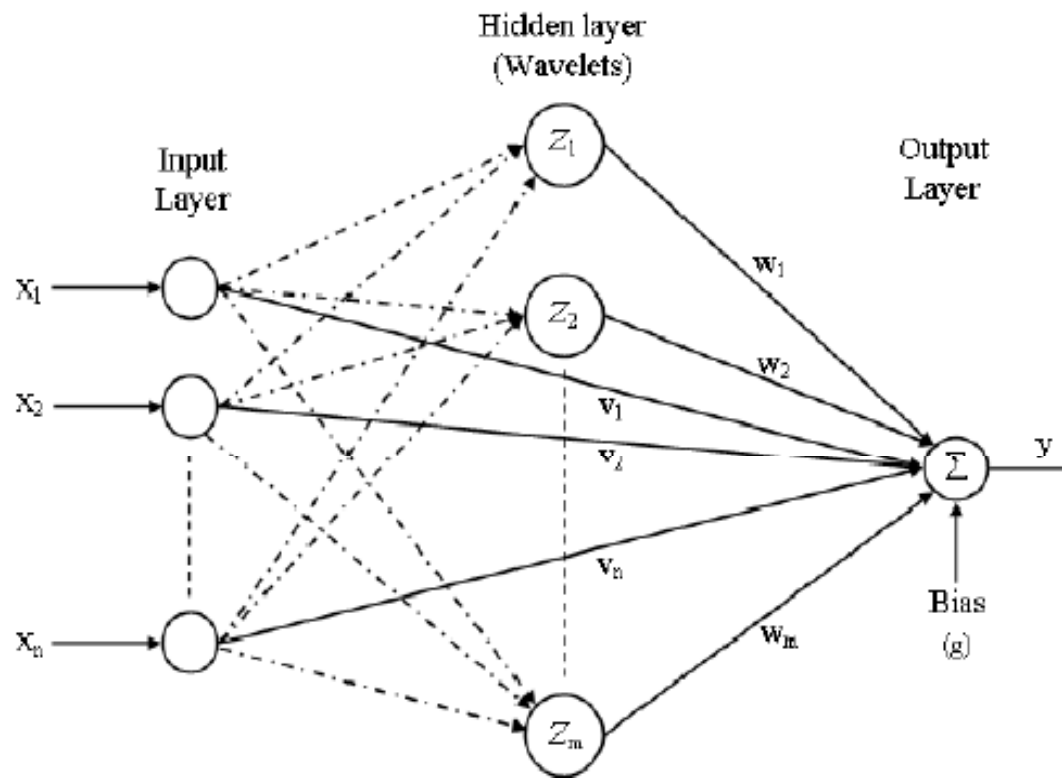 Hidden layer
(Wavelets)
Input
Layer
Output
Layer
Z₁
Z₂
Zₘ
x₁
x₂
xₙ
w₁
w₂
wₘ
v₁
v₂
vₙ
Σ
y
Bias
(g)